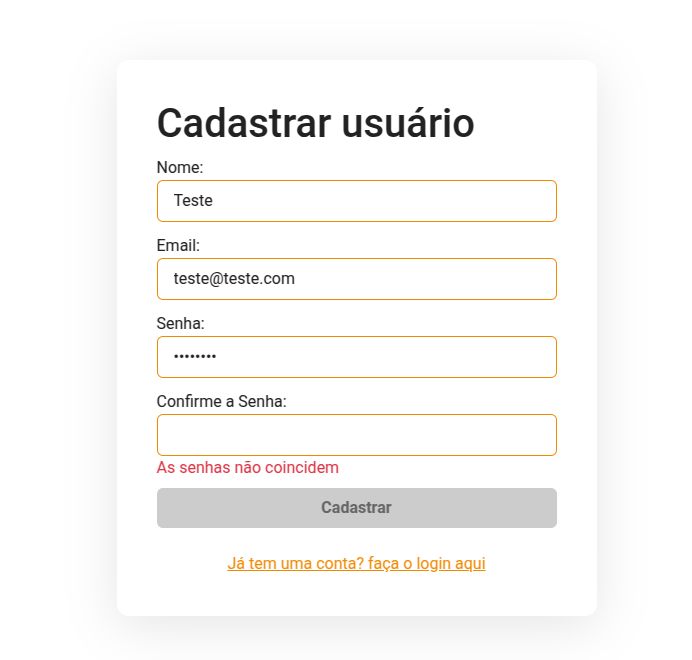 Cadastrar usuário
Nome:
Teste
Email:
teste@teste.com
Senha:
••••••••
Confirme a Senha:
As senhas não coincidem
Cadastrar
Já tem uma conta? faça o login aqui